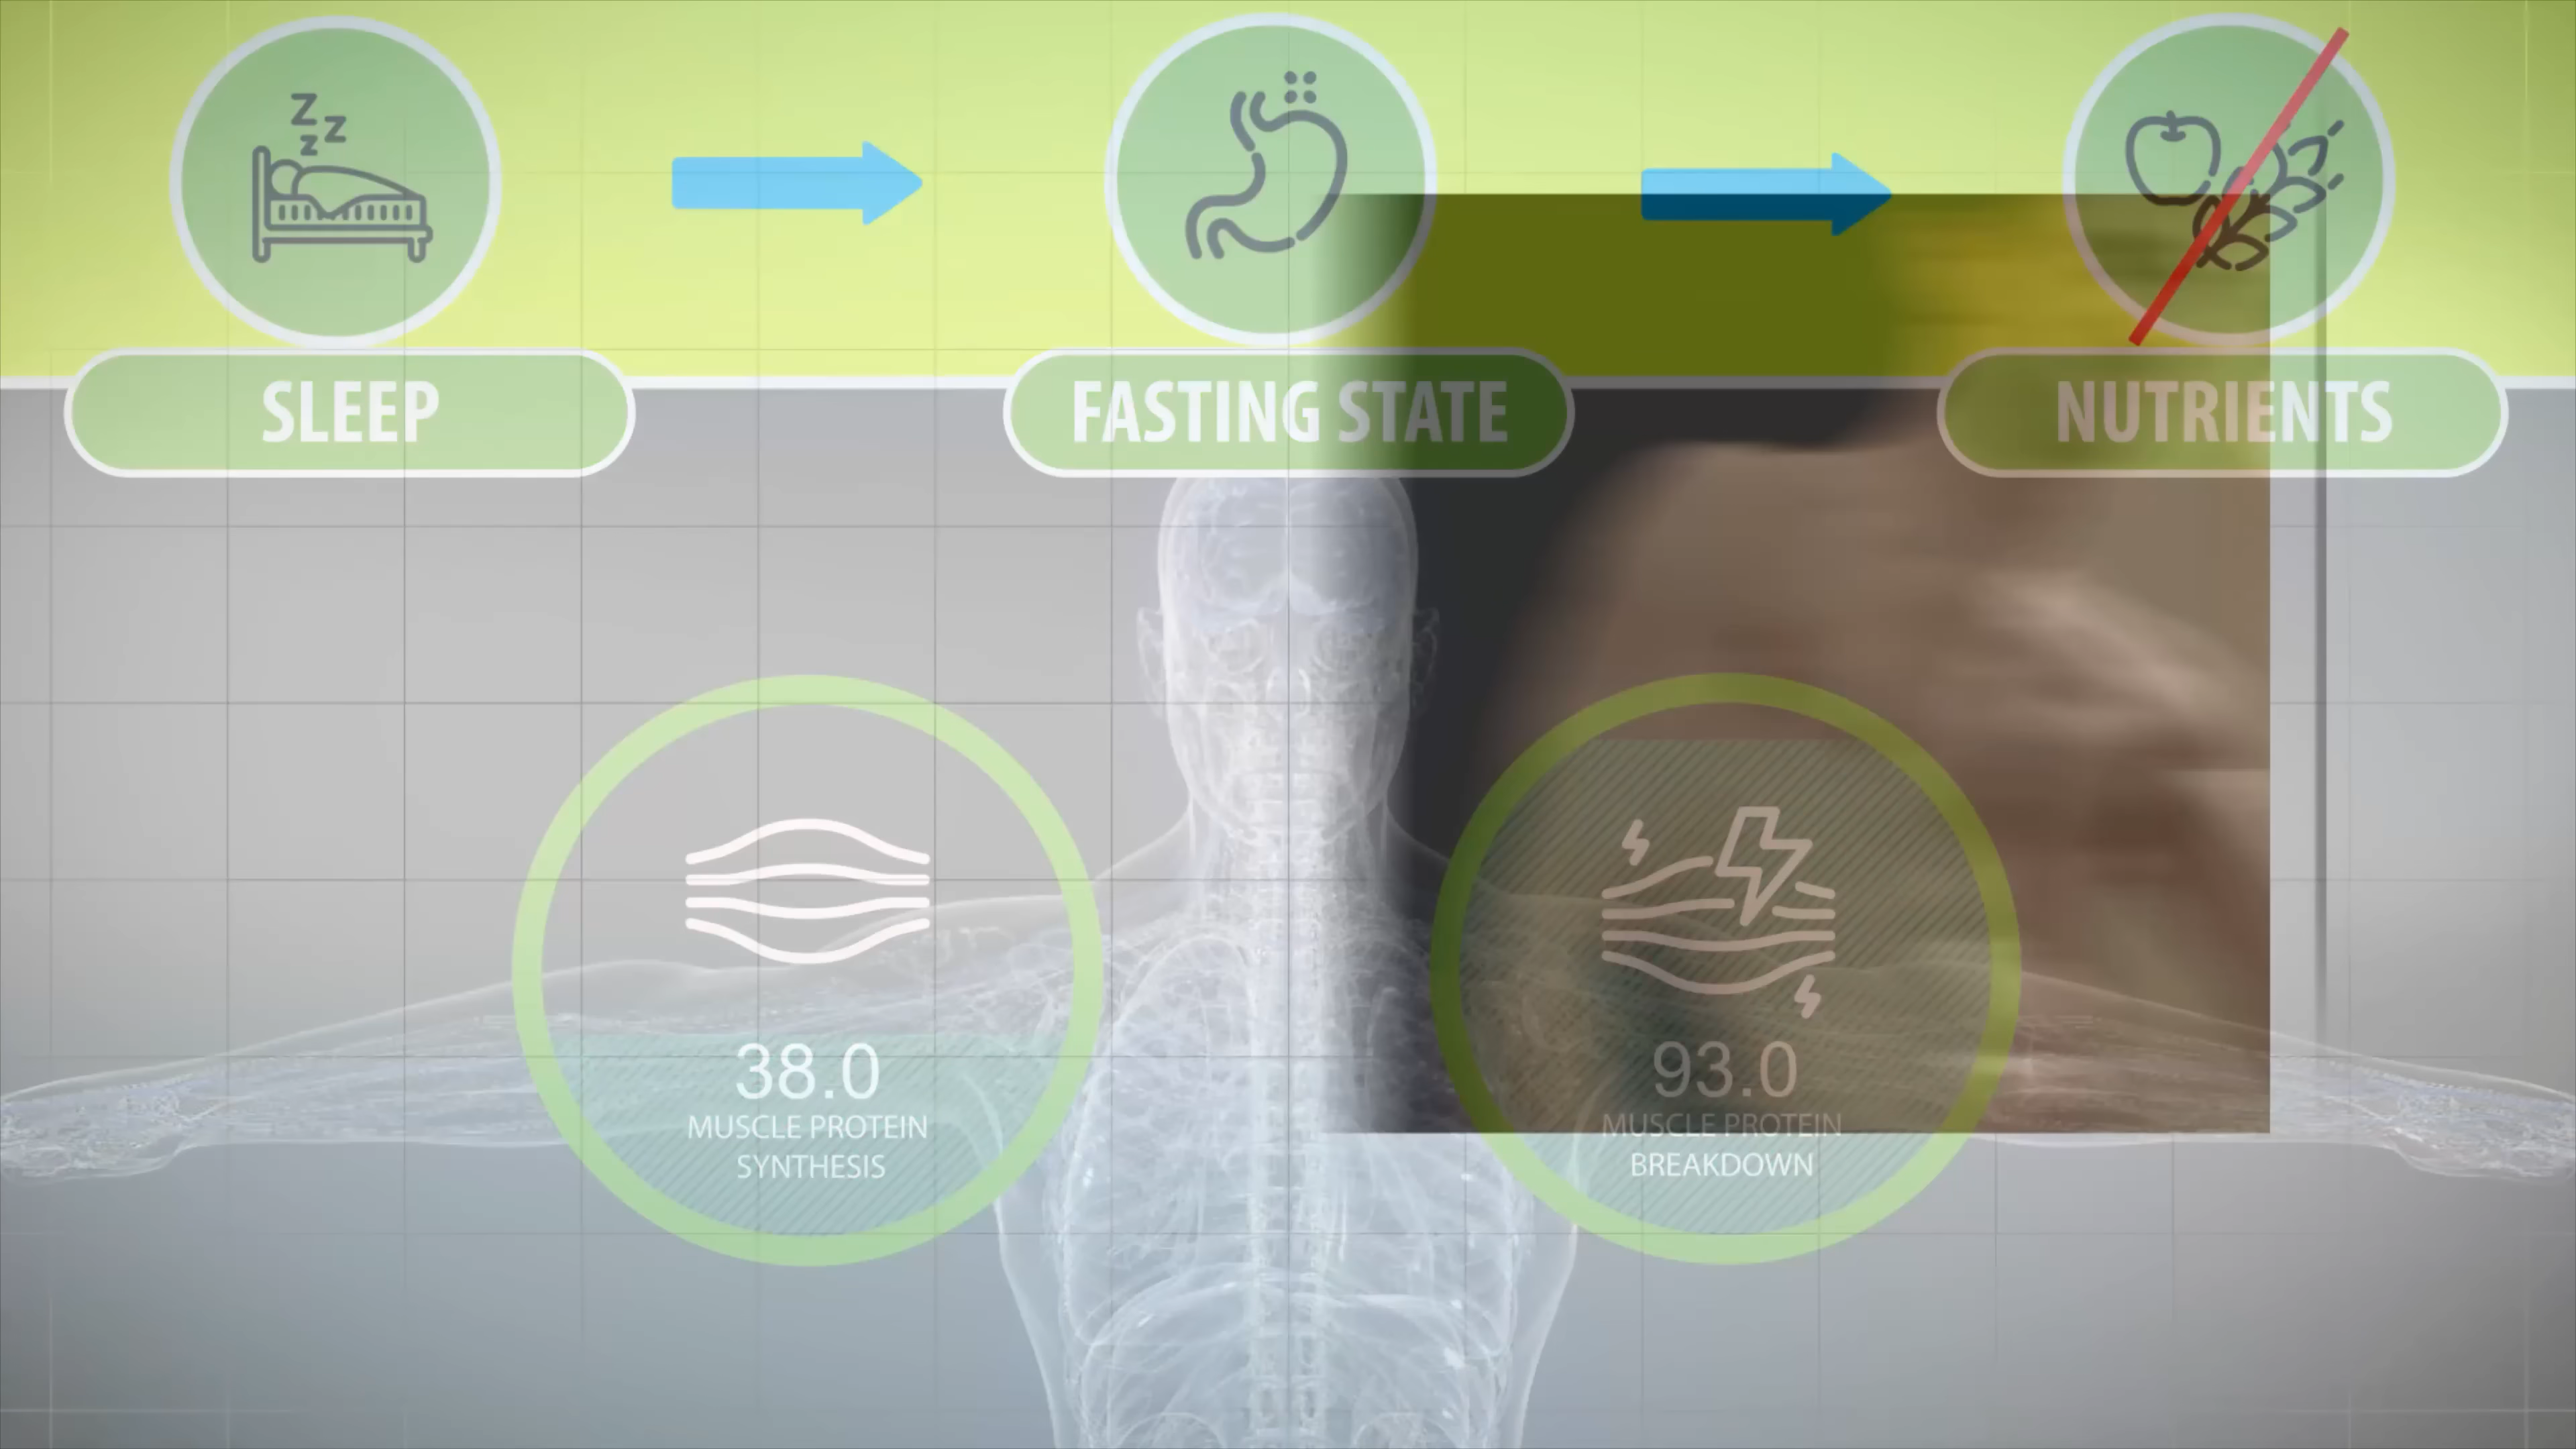 SLEEP
FASTING STATE
NUTRIENTS
38.0
MUSCLE PROTEIN
SYNTHESIS
93.0
MUSCLE PROTEIN
BREAKDOWN